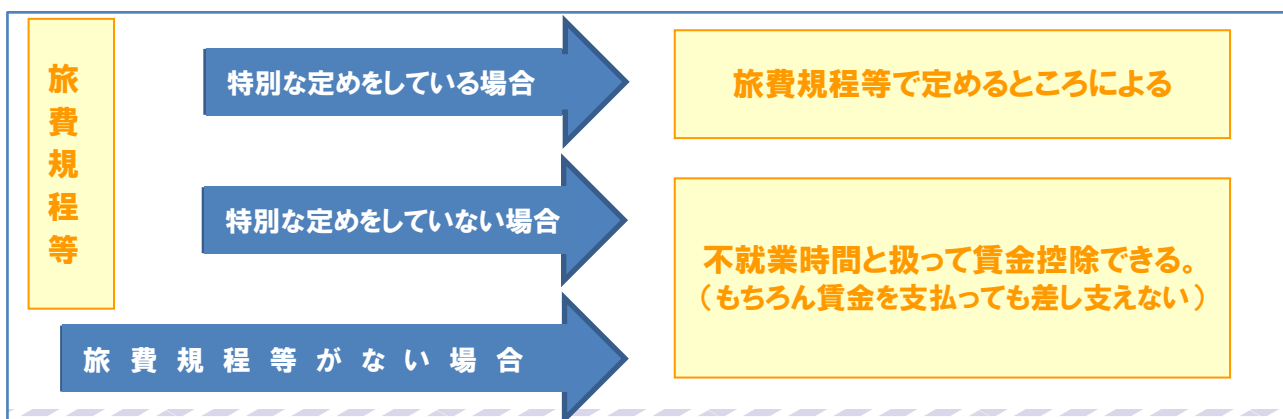 旅費規程等
特別な定めをしている場合
旅費規程等で定めるところによる
特別な定めをしていない場合
不就業時間と扱って賃金控除できる。
(もちろん賃金を支払っても差し支えない)
旅費規程等がない場合